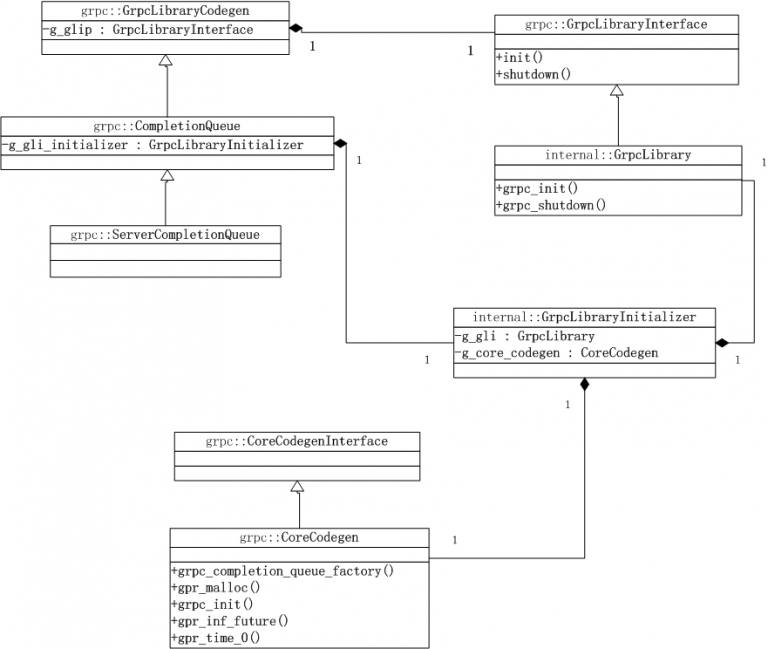 grpc::GrpcLibraryCodegen
-g_glip : GrpcLibraryInterface
1
1
grpc::GrpcLibraryInterface
+init()
+shutdown()
grpc::CompletionQueue
-g_gli_initializer : GrpcLibraryInitializer
1
internal::GrpcLibrary
+grpc_init()
+grpc_shutdown()
1
grpc::ServerCompletionQueue
internal::GrpcLibraryInitializer
-g_gli : GrpcLibrary
-g_core_codegen : CoreCodegen
1
1
1
grpc::CoreCodegenInterface
grpc::CoreCodegen
+grpc_completion_queue_factory()
+gpr_malloc()
+grpc_init()
+gpr_inf_future()
+gpr_time_0()
1